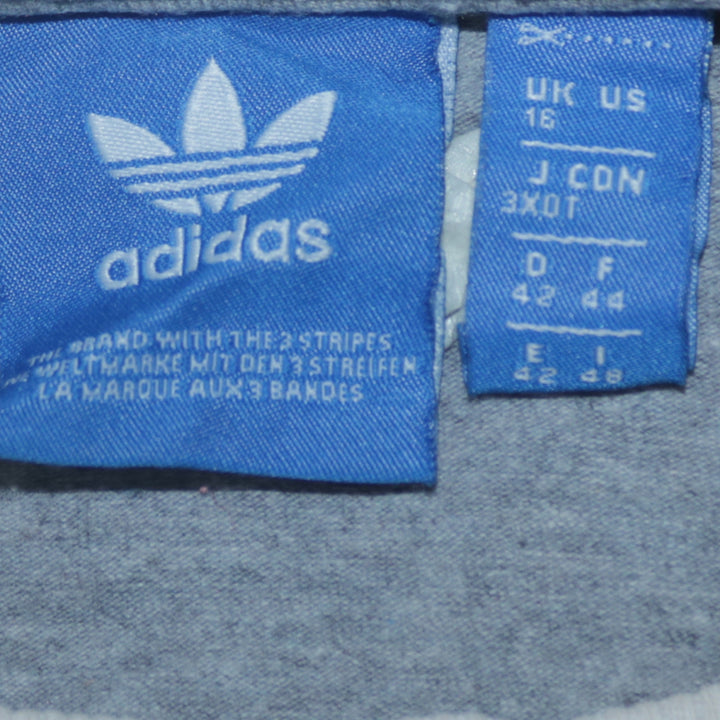 adidas
THE BRAND WITH THE 3 STRIPES
DIE WELTMARKE MIT DEN 3 STREIFEN
LA MARQUE AUX 3 BANDES
UK US
16
J CDN
3XOT
D F
42 44
E I
42 48